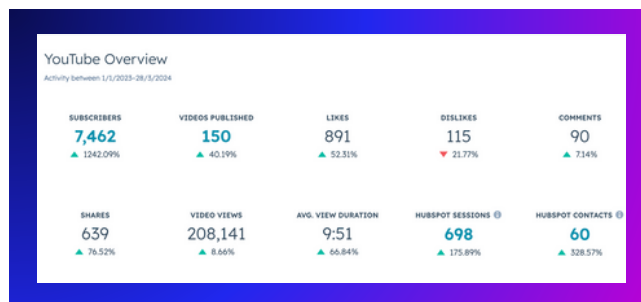 YouTube Overview
Activity between 1/1/2023-28/3/2024
SUBSCRIBERS VIDEOS PUBLISHED LIKES DISLIKES COMMENTS
7,462 150 891 115 90
▲ 1242.09% ▲ 40.19% ▲ 52.31% ▼ 21.77% ▲ 7.14%
SHARES VIDEO VIEWS AVG. VIEW DURATION HUBSPOT SESSIONS HUBSPOT CONTACTS
639 208,141 9:51 698 60
▲ 76.52% ▲ 8.66% ▲ 66.84% ▲ 175.89% ▲ 328.57%